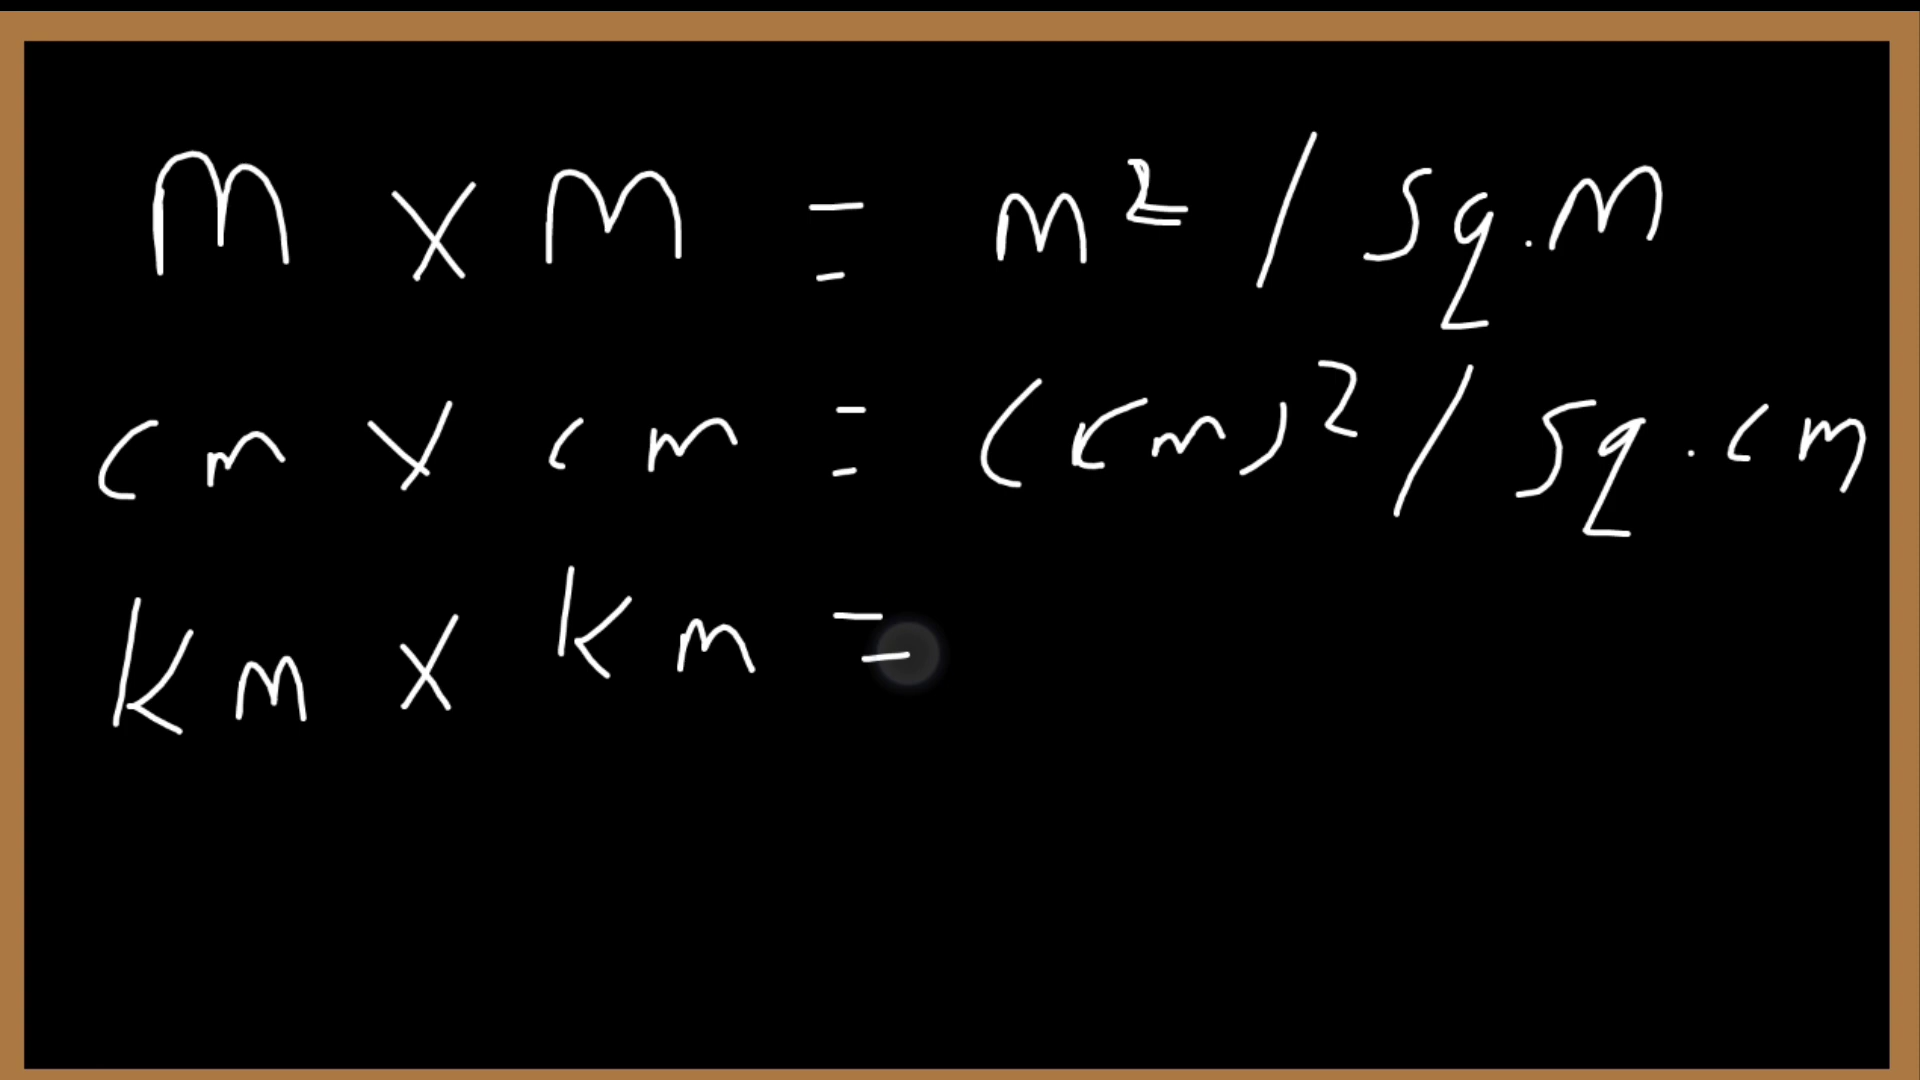 m x m = m² / sq.m
cm x cm = (cm)² / sq.cm
km x km =